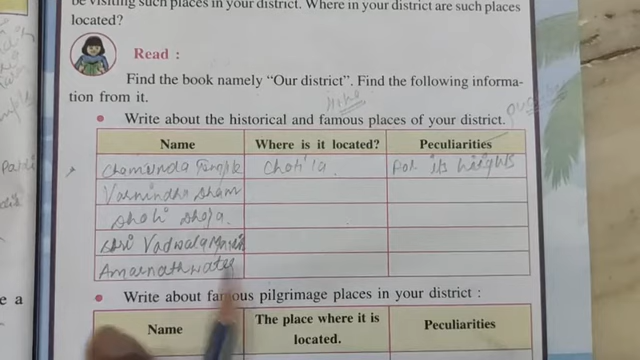 be visiting such places in your district. Where in your district are such places
located?
Read :
Find the book namely “Our district”. Find the following informa-
tion from it.
• Write about the historical and famous places of your district.
Name Where is it located? Peculiarities
Chamunda Temple Chotila For its heights
Varnindra Dham
Dholi Dhaja
Shri Vadwala Mandir
Amarnath water
e a
• Write about famous pilgrimage places in your district :
Name The place where it is located. Peculiarities